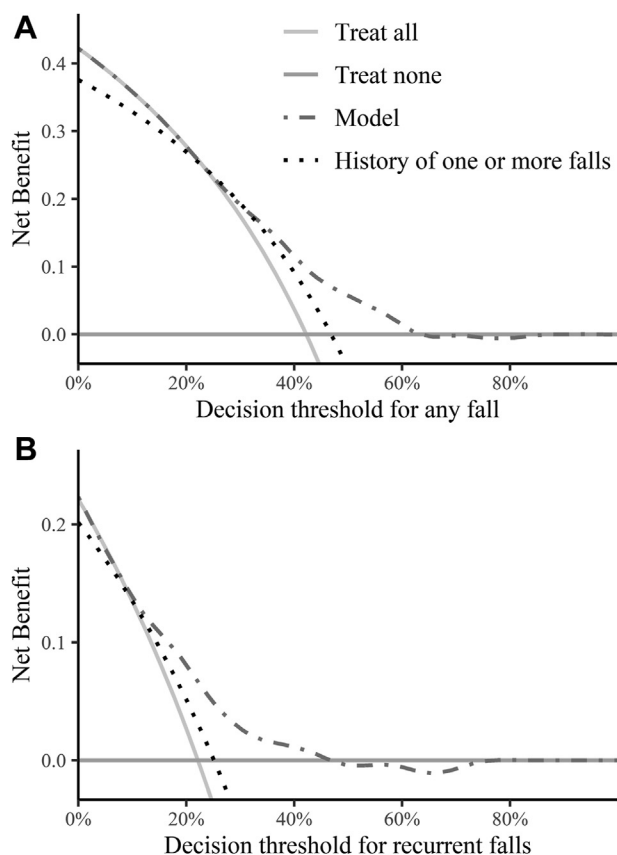 A
Treat all
Treat none
Model
History of one or more falls
Net Benefit
0.4
0.3
0.2
0.1
0.0
0% 20% 40% 60% 80%
Decision threshold for any fall
B
Net Benefit
0.2
0.1
0.0
0% 20% 40% 60% 80%
Decision threshold for recurrent falls